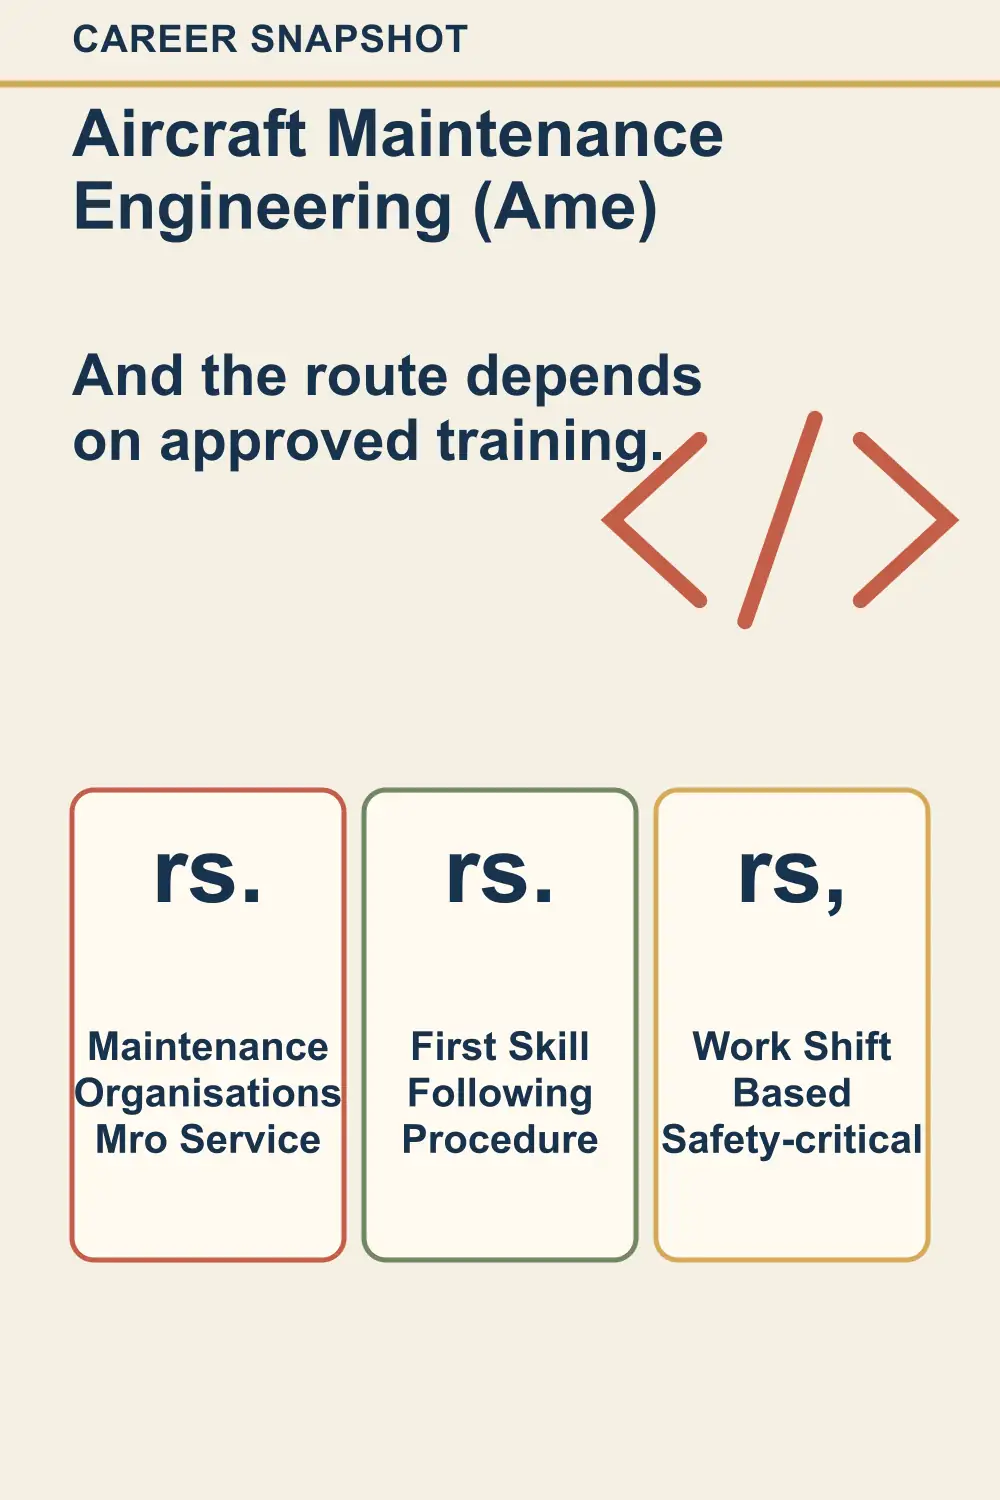 CAREER SNAPSHOT
Aircraft Maintenance
Engineering (Ame)
And the route depends
on approved training.
</>
rs.
Maintenance
Organisations
Mro Service
rs.
First Skill
Following
Procedure
rs,
Work Shift
Based
Safety-critical